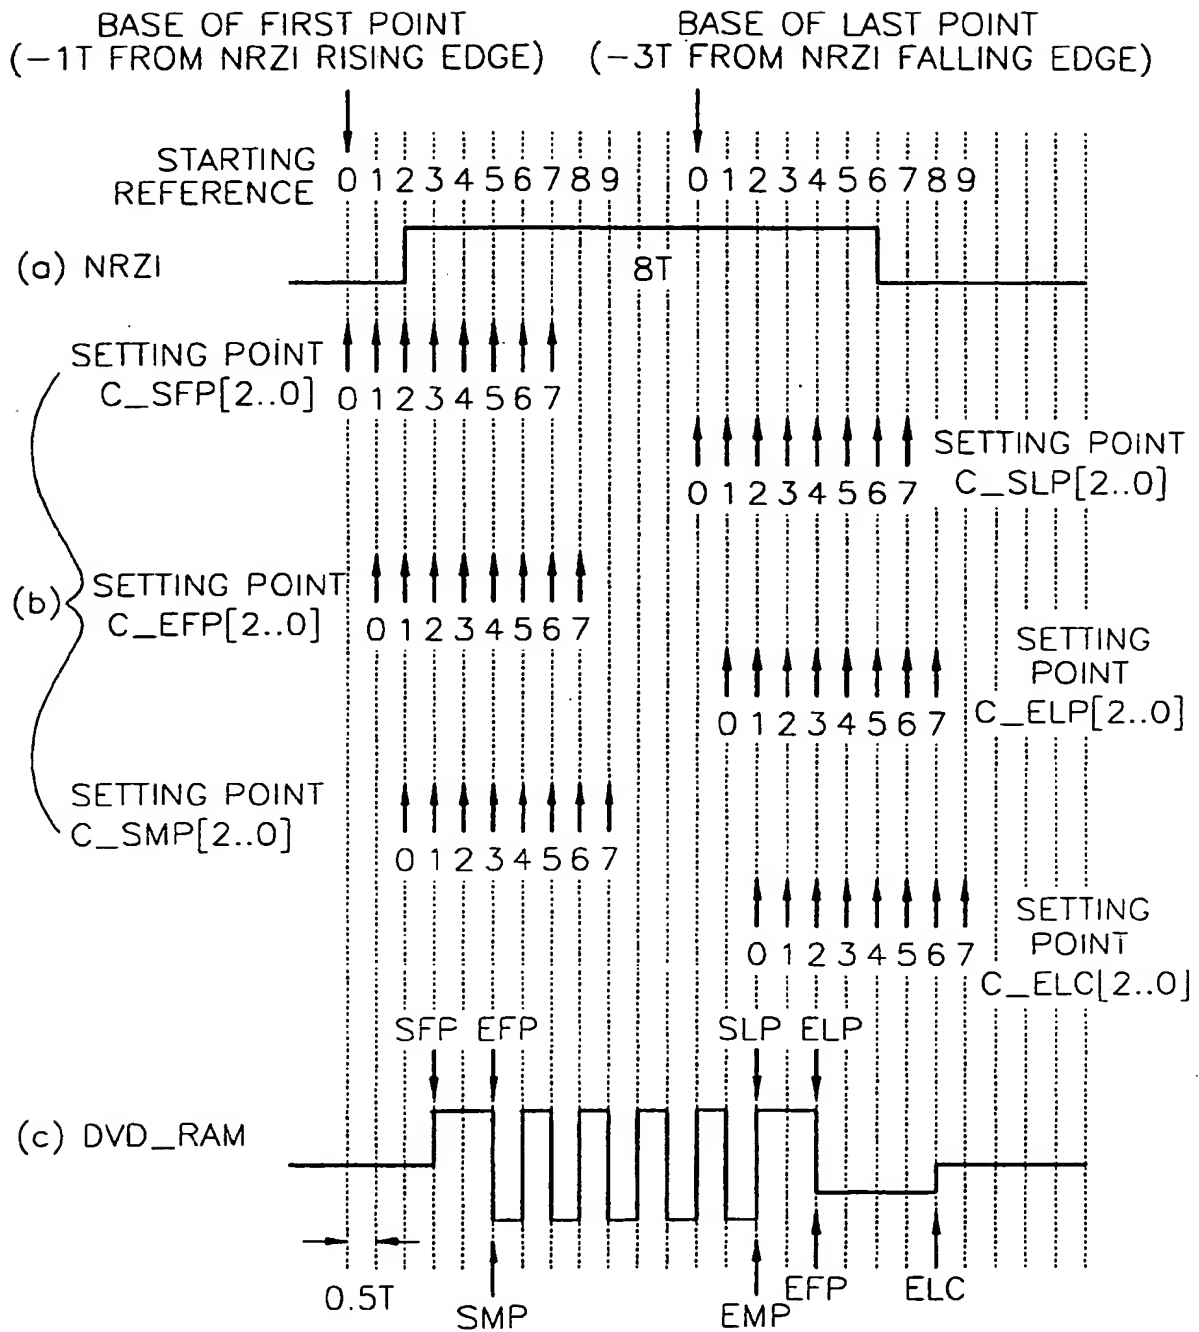 BASE OF FIRST POINT
(-1T FROM NRZI RISING EDGE)
BASE OF LAST POINT
(-3T FROM NRZI FALLING EDGE)
STARTING
REFERENCE
0 1 2 3 4 5 6 7 8 9
0 1 2 3 4 5 6 7 8 9
(a) NRZI
8T
SETTING POINT
C_SFP[2..0]
0 1 2 3 4 5 6 7
SETTING POINT
C_SLP[2..0]
0 1 2 3 4 5 6 7
(b)
SETTING POINT
C_EFP[2..0]
0 1 2 3 4 5 6 7
SETTING
POINT
C_ELP[2..0]
0 1 2 3 4 5 6 7
SETTING POINT
C_SMP[2..0]
0 1 2 3 4 5 6 7
SETTING
POINT
C_ELC[2..0]
0 1 2 3 4 5 6 7
SFP EFP
SLP ELP
(c) DVD_RAM
0.5T
SMP
EMP
EFP
ELC